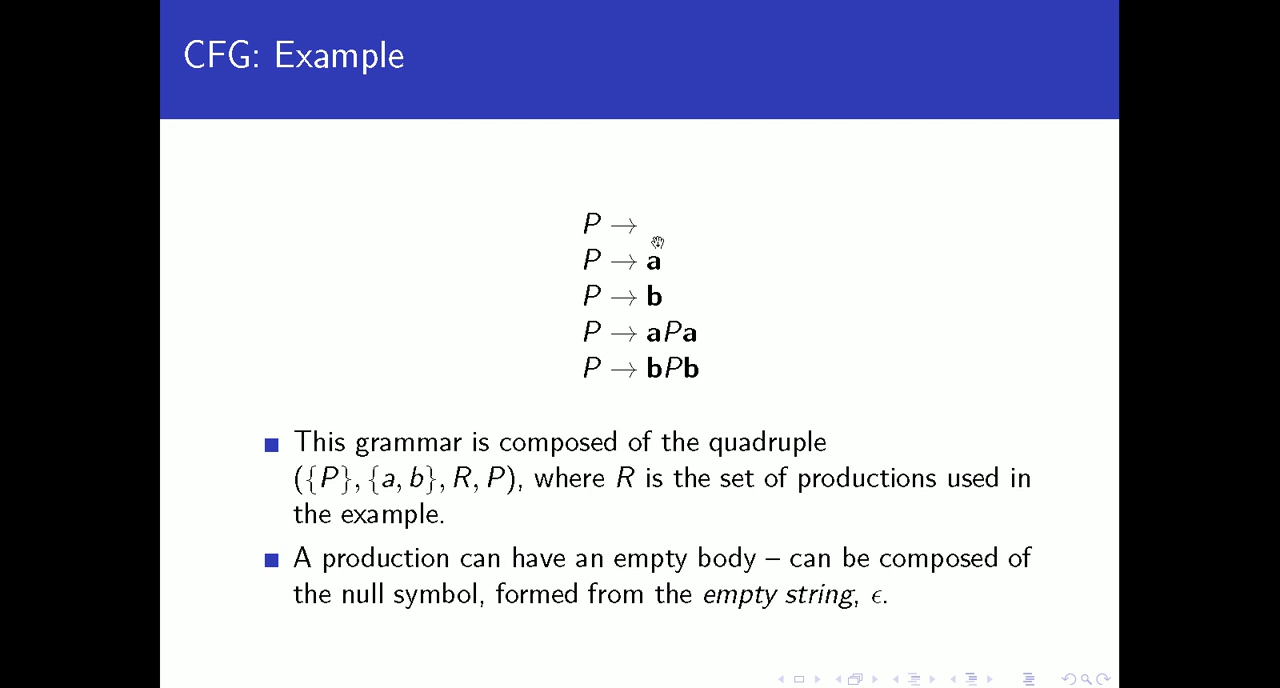 CFG: Example
P →
P → a
P → b
P → aPa
P → bPb
This grammar is composed of the quadruple
({P}, {a, b}, R, P), where R is the set of productions used in
the example.
A production can have an empty body – can be composed of
the null symbol, formed from the empty string, ϵ.